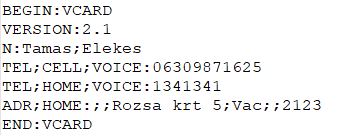 BEGIN:VCARD
VERSION:2.1
N:Tamas;Elekes
TEL;CELL;VOICE:06309871625
TEL;HOME;VOICE:1341341
ADR;HOME:;;Rozsa krt 5;Vac;;2123
END:VCARD